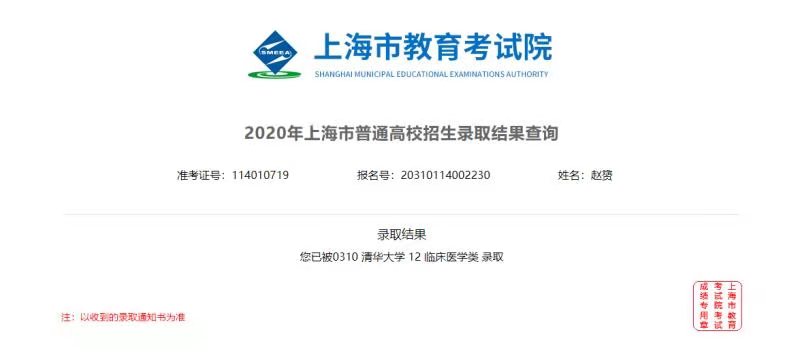 SMEEA
上海市教育考试院
SHANGHAI MUNICIPAL EDUCATIONAL EXAMINATIONS AUTHORITY
2020年上海市普通高校招生录取结果查询
准考证号：114010719 报名号：20310114002230 姓名：赵赟
录取结果
您已被0310 清华大学 12 临床医学类 录取
上海市教育
考试院考试
成绩专用章
注：以收到的录取通知书为准